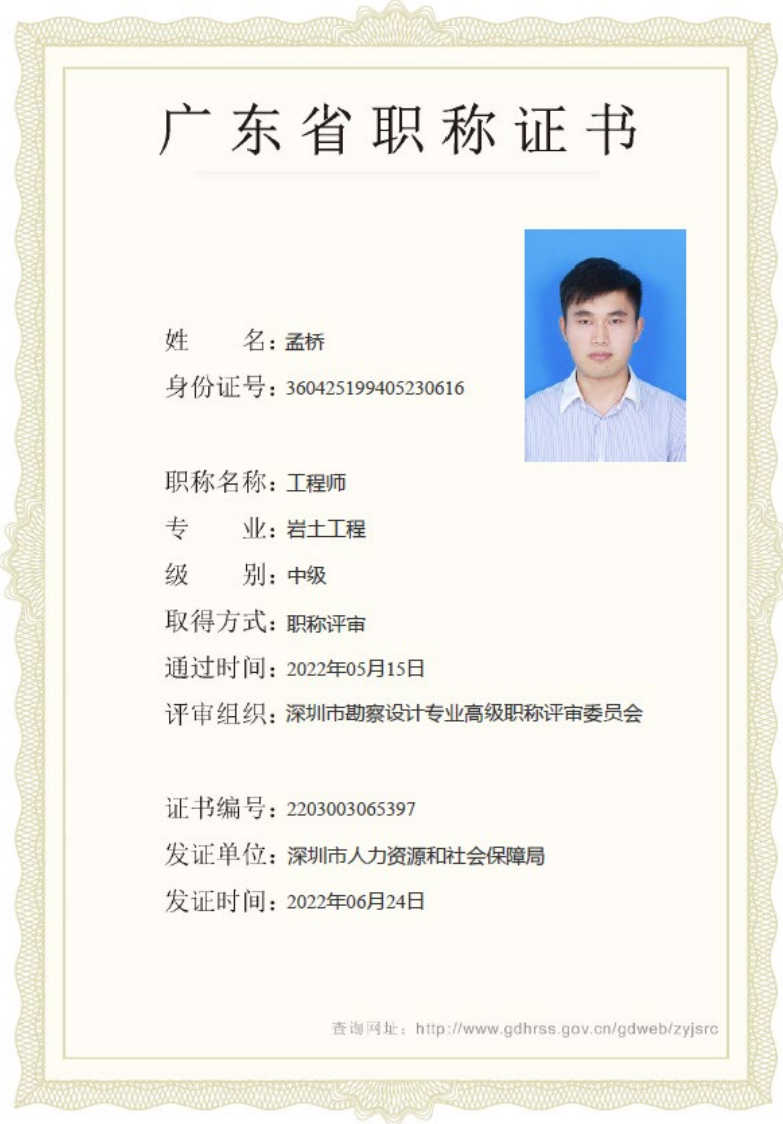 广东省职称证书
姓 名：孟桥
身份证号：360425199405230616
职称名称：工程师
专 业：岩土工程
级 别：中级
取得方式：职称评审
通过时间：2022年05月15日
评审组织：深圳市勘察设计专业高级职称评审委员会
证书编号：2203003065397
发证单位：深圳市人力资源和社会保障局
发证时间：2022年06月24日
查询网址：http://www.gdhrss.gov.cn/gdweb/zyjsrc